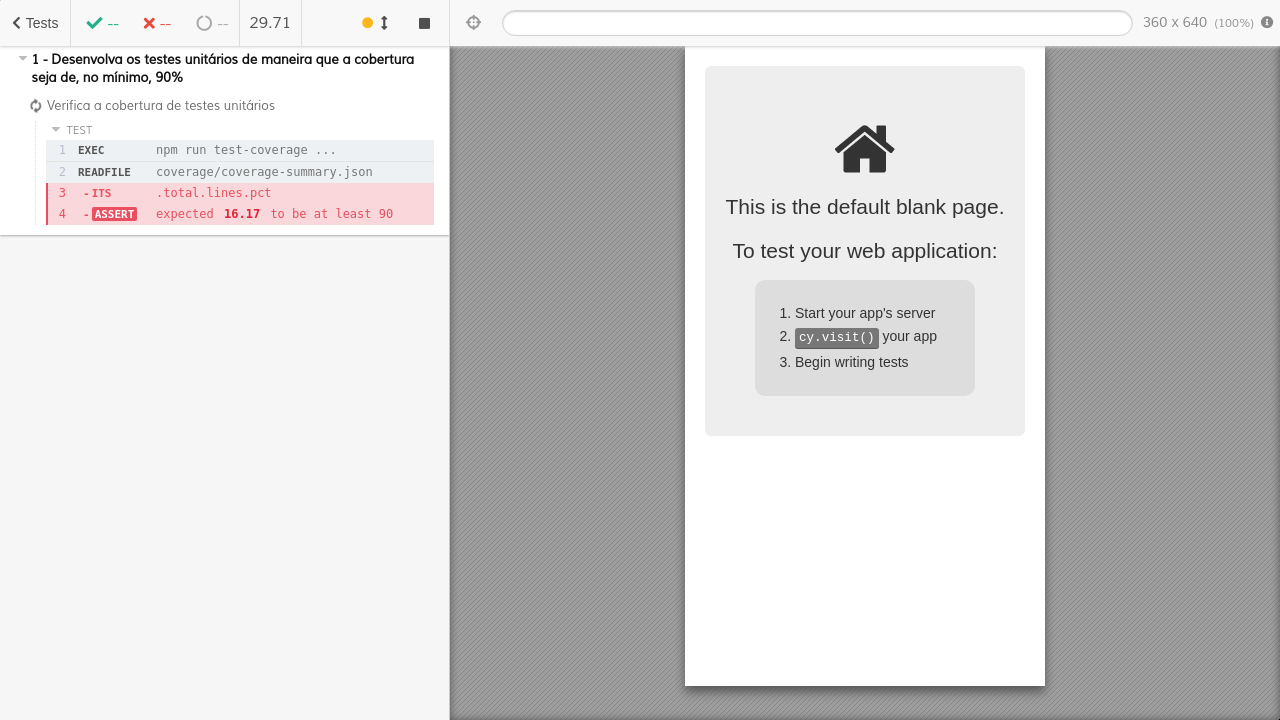 Tests -- -- -- 29.71
360 x 640 (100%)
1 - Desenvolva os testes unitários de maneira que a cobertura
seja de, no mínimo, 90%
Verifica a cobertura de testes unitários
TEST
1 EXEC npm run test-coverage ...
2 READFILE coverage/coverage-summary.json
3 -ITS .total.lines.pct
4 -ASSERT expected 16.17 to be at least 90
This is the default blank page.
To test your web application:
1. Start your app's server
2. cy.visit() your app
3. Begin writing tests